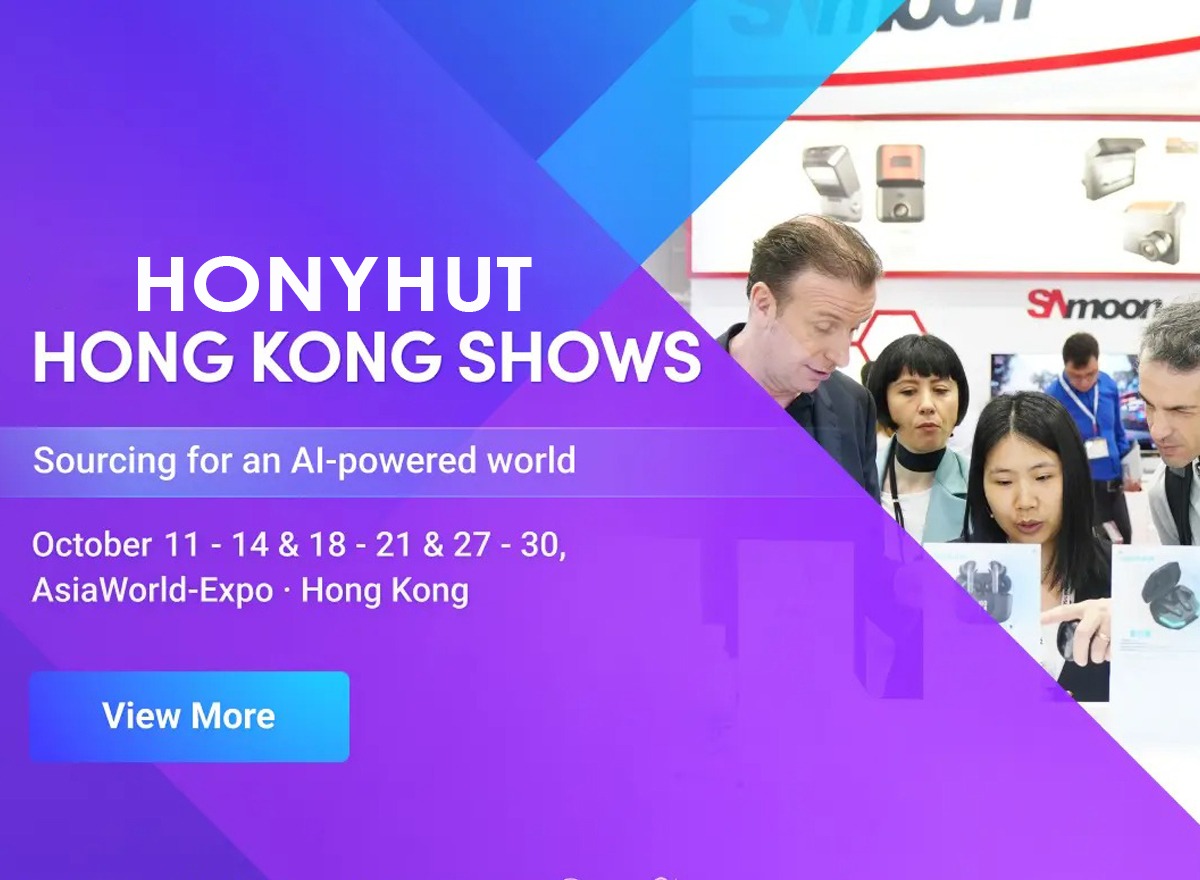 SAmoon
HONYHUT
HONG KONG SHOWS
SAmoon
Sourcing for an AI-powered world
October 11 - 14 & 18 - 21 & 27 - 30,
AsiaWorld-Expo · Hong Kong
View More